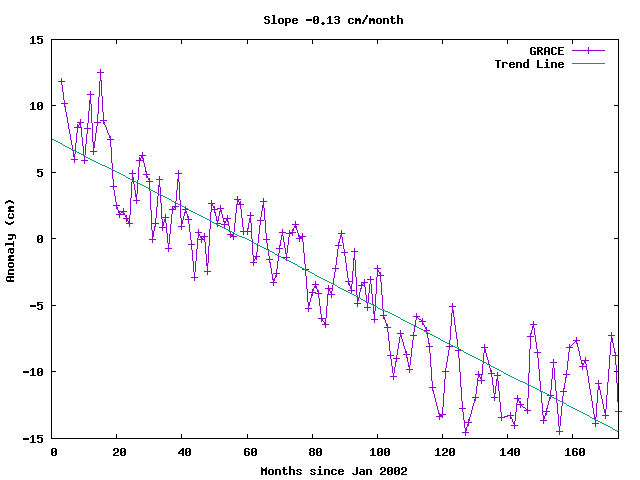 Slope -0.13 cm/month
GRACE
Trend Line
15
10
5
0
-5
-10
-15
Anomaly (cm)
0 20 40 60 80 100 120 140 160
Months since Jan 2002